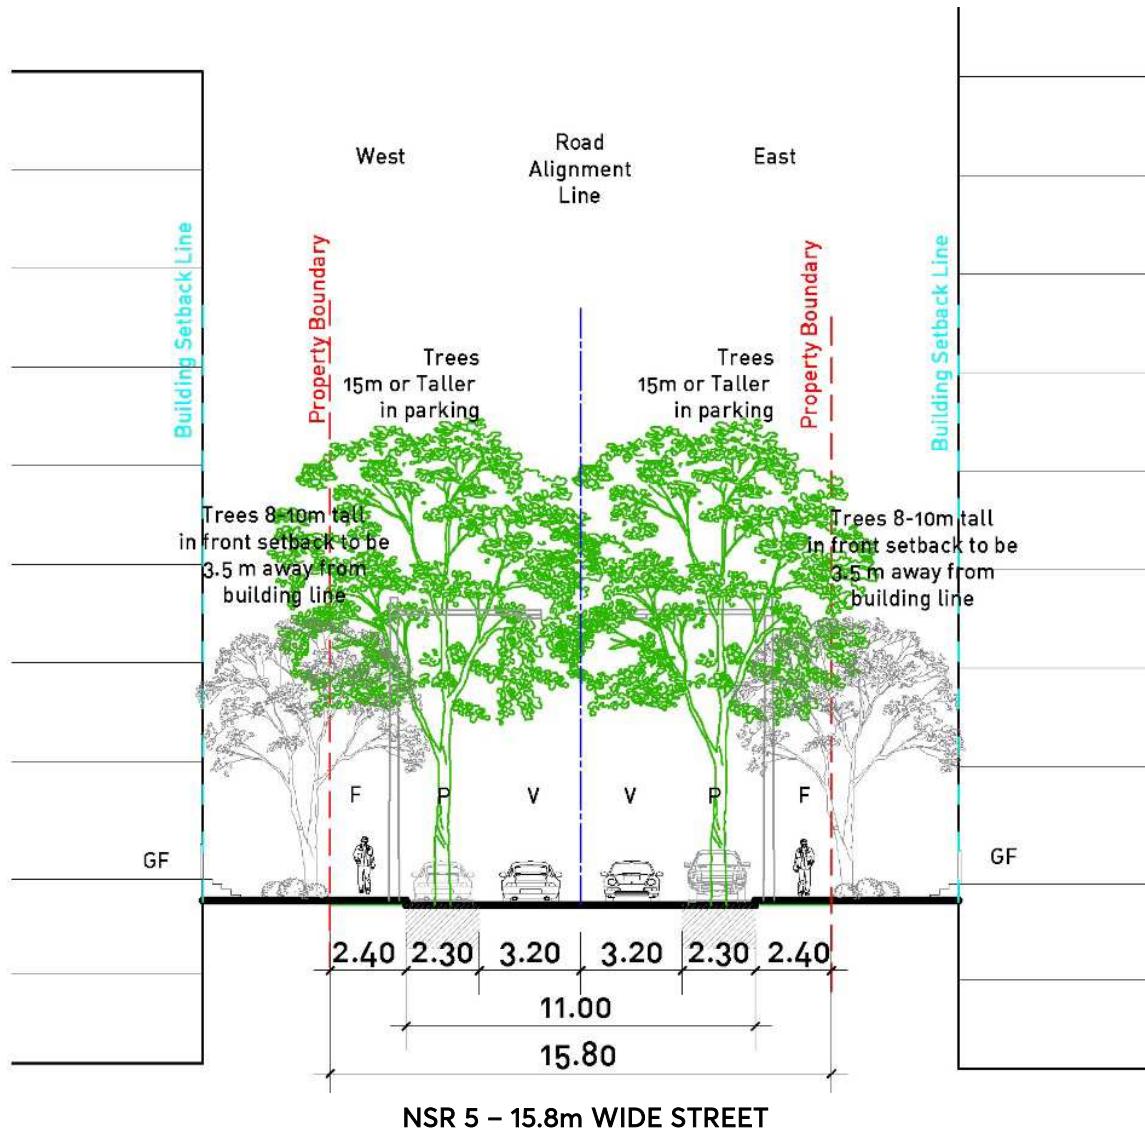 West
Road
Alignment
Line
East
Building Setback Line
Property Boundary
Property Boundary
Building Setback Line
Trees
15m or Taller
in parking
Trees
15m or Taller
in parking
Trees 8-10m tall
in front setback to be
3.5 m away from
building line
Trees 8-10m tall
in front setback to be
3.5 m away from
building line
F
P
V
V
P
F
GF
GF
2.40
2.30
3.20
3.20
2.30
2.40
11.00
15.80
NSR 5 – 15.8m WIDE STREET